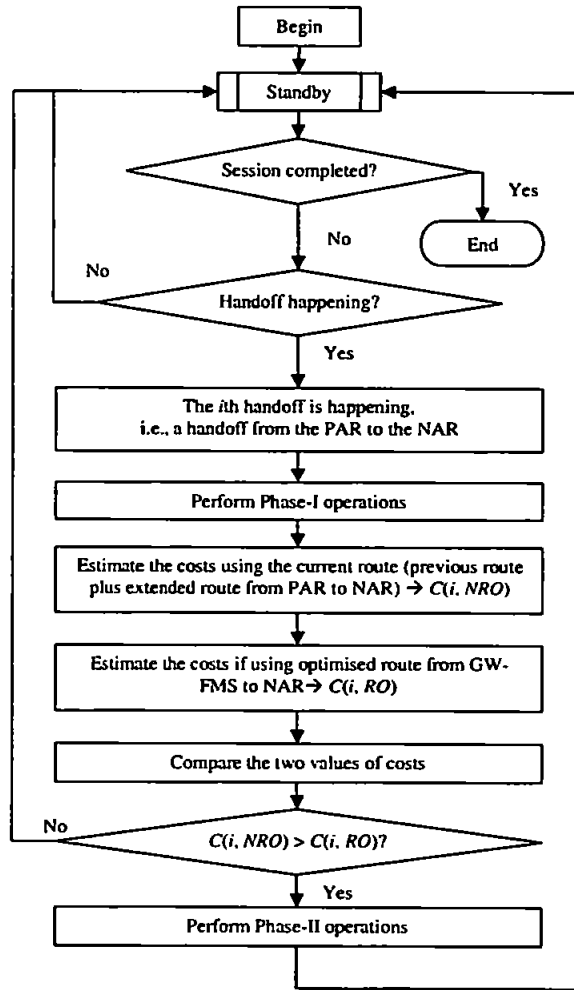 Begin
Standby
Session completed?
Yes
No
End
No
Handoff happening?
Yes
The ith handoff is happening,
i.e., a handoff from the PAR to the NAR
Perform Phase-I operations
Estimate the costs using the current route (previous route
plus extended route from PAR to NAR) → C(i, NRO)
Estimate the costs if using optimised route from GW-
FMS to NAR→ C(i, RO)
Compare the two values of costs
No
C(i, NRO) > C(i, RO)?
Yes
Perform Phase-II operations